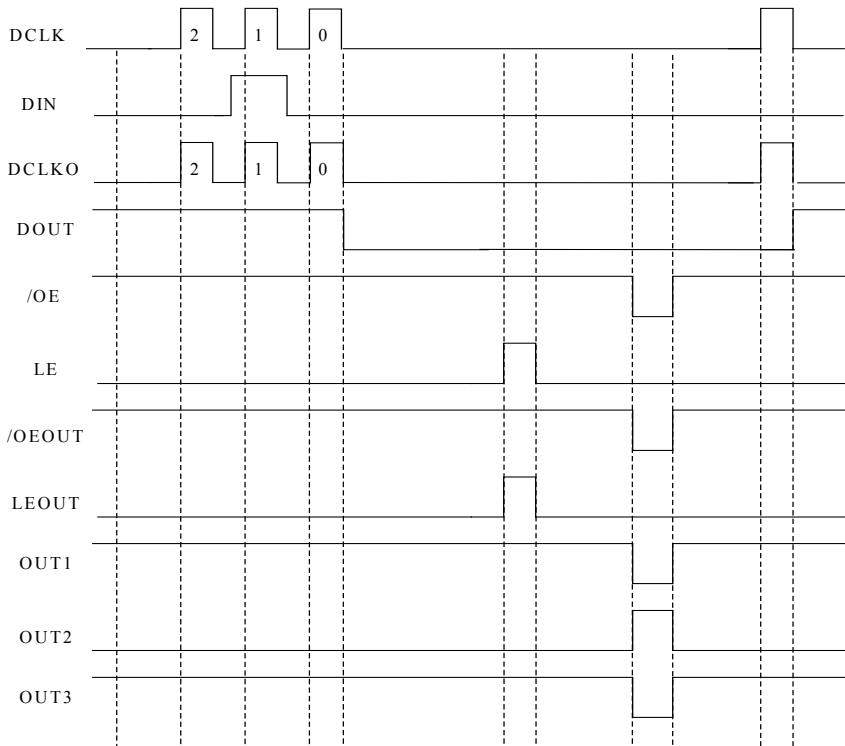 DCLK 2 1 0
DIN
DCLKO 2 1 0
DOUT
/OE
LE
/OEOUT
LEOUT
OUT1
OUT2
OUT3